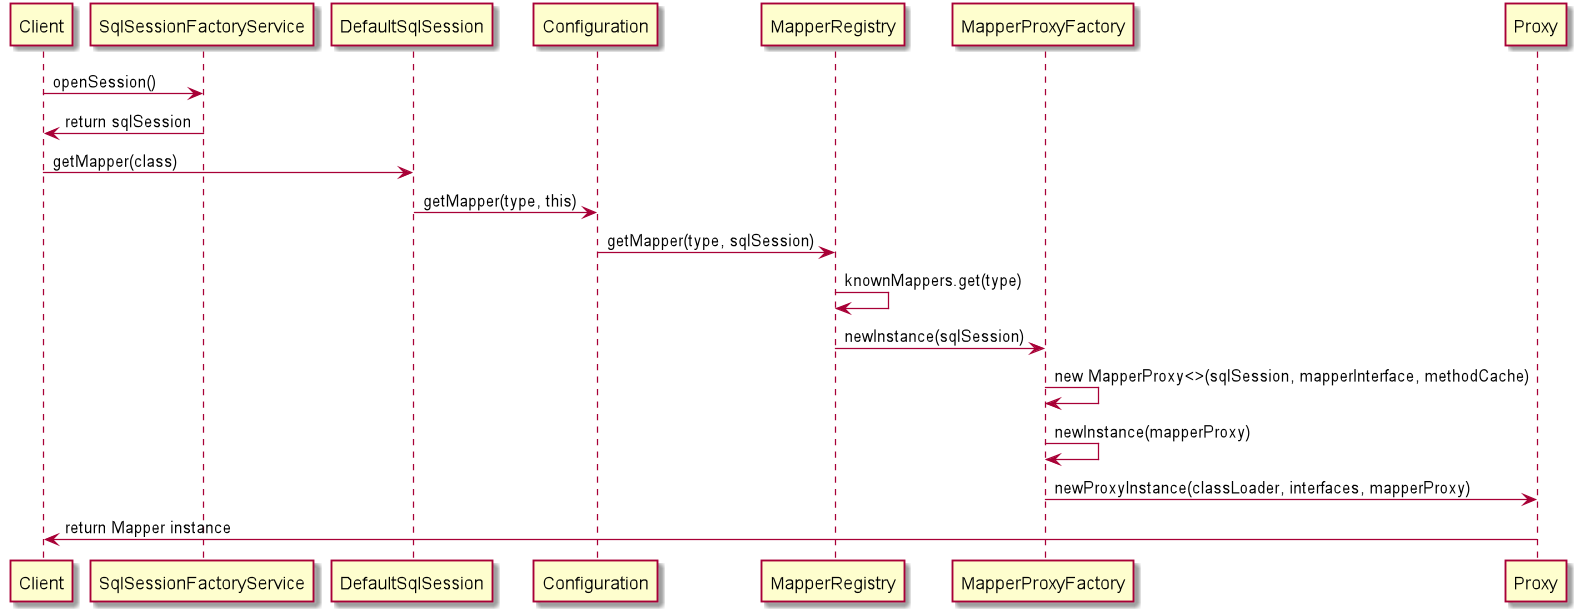 Client SqlSessionFactoryService DefaultSqlSession Configuration MapperRegistry MapperProxyFactory Proxy
openSession()
return sqlSession
getMapper(class)
getMapper(type, this)
getMapper(type, sqlSession)
knownMappers.get(type)
newInstance(sqlSession)
new MapperProxy<>(sqlSession, mapperInterface, methodCache)
newInstance(mapperProxy)
newProxyInstance(classLoader, interfaces, mapperProxy)
return Mapper instance
Client SqlSessionFactoryService DefaultSqlSession Configuration MapperRegistry MapperProxyFactory Proxy